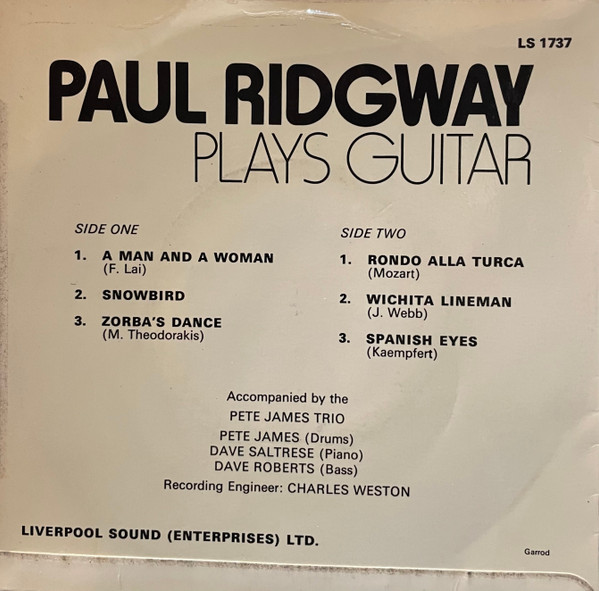 LS 1737
PAUL RIDGWAY
PLAYS GUITAR
SIDE ONE
1. A MAN AND A WOMAN
(F. Lai)
2. SNOWBIRD
3. ZORBA'S DANCE
(M. Theodorakis)
SIDE TWO
1. RONDO ALLA TURCA
(Mozart)
2. WICHITA LINEMAN
(J. Webb)
3. SPANISH EYES
(Kaempfert)
Accompanied by the
PETE JAMES TRIO
PETE JAMES (Drums)
DAVE SALTRESE (Piano)
DAVE ROBERTS (Bass)
Recording Engineer: CHARLES WESTON
LIVERPOOL SOUND (ENTERPRISES) LTD.
Garrod